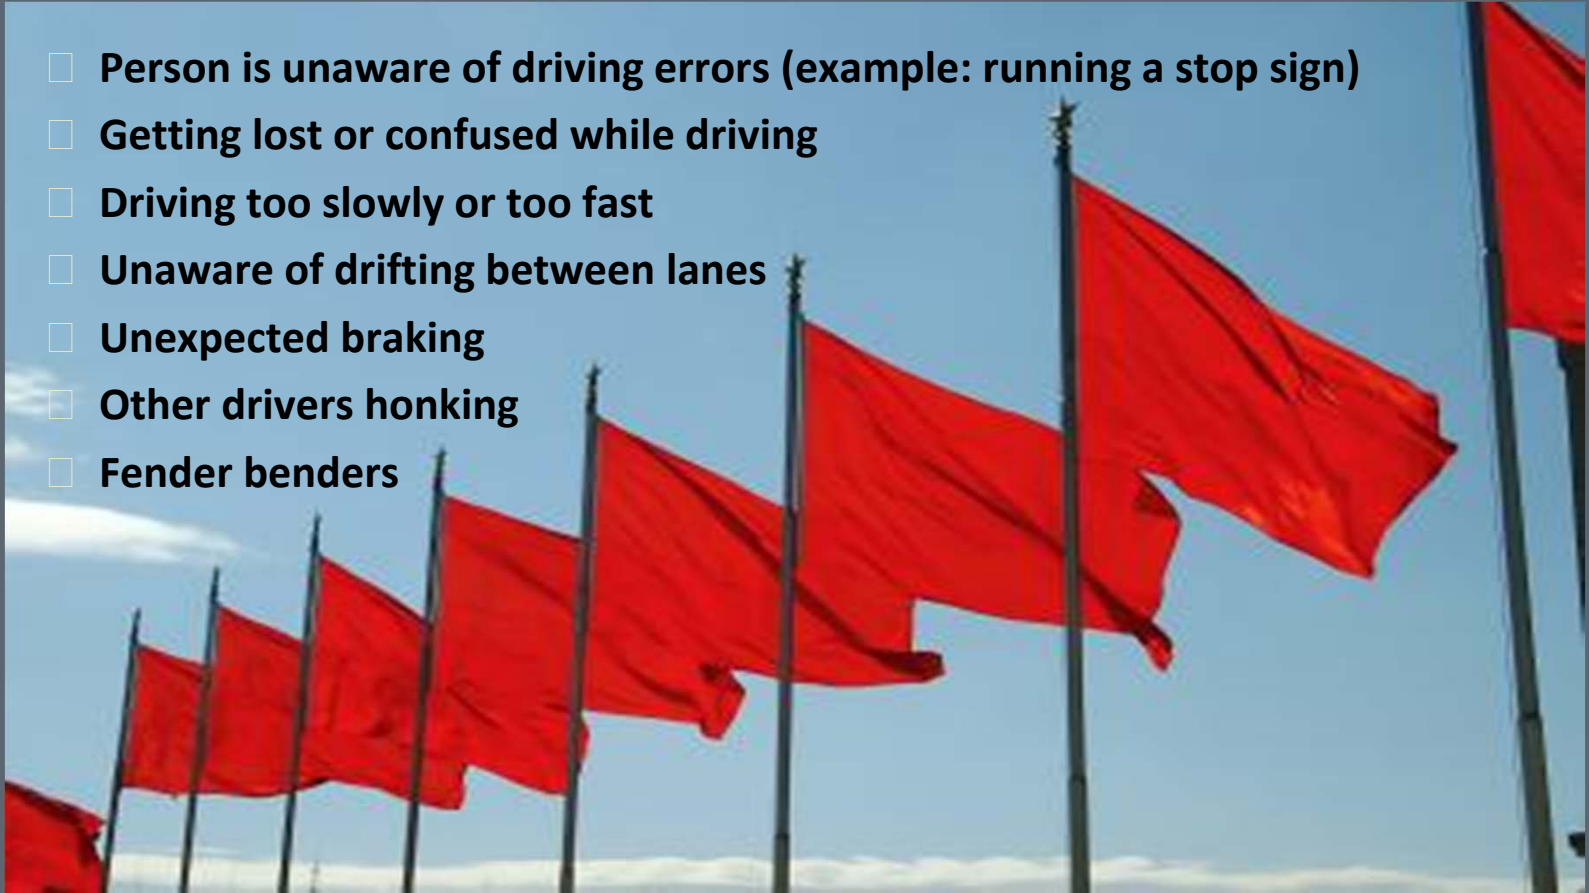 Person is unaware of driving errors (example: running a stop sign)
Getting lost or confused while driving
Driving too slowly or too fast
Unaware of drifting between lanes
Unexpected braking
Other drivers honking
Fender benders